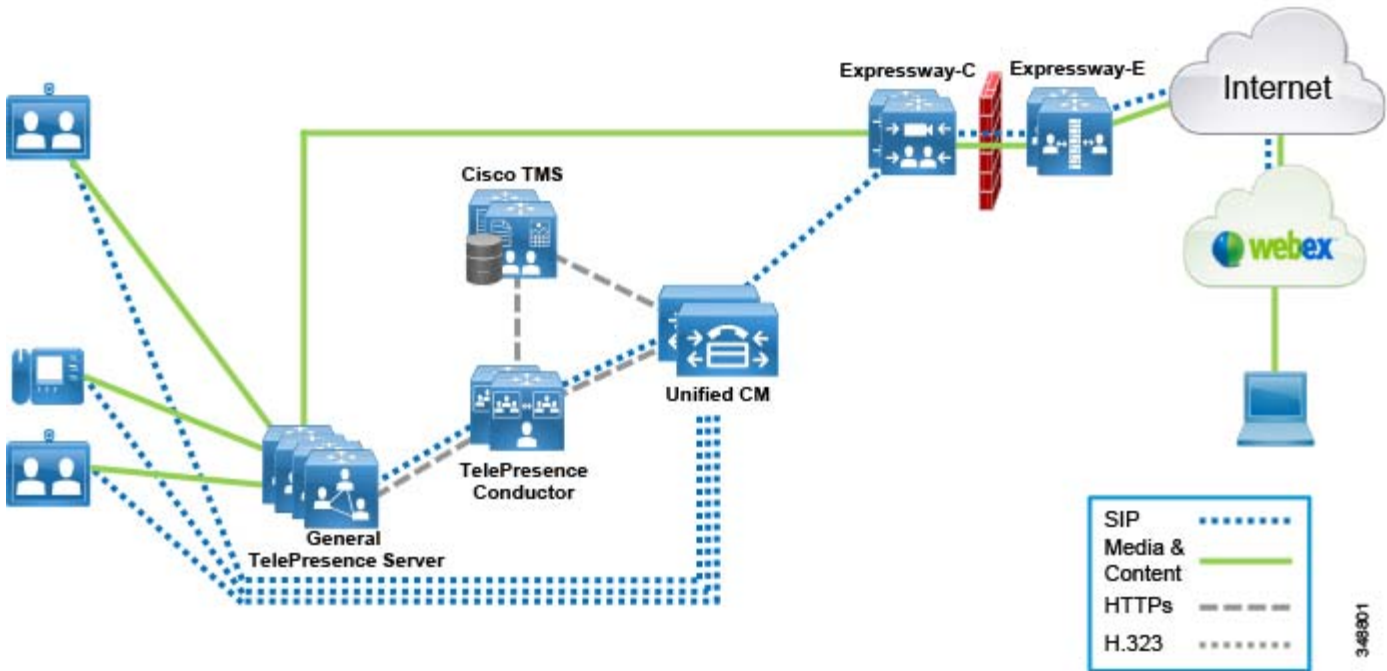 Expressway-C
Expressway-E
Internet
Cisco TMS
webex
Unified CM
TelePresence
Conductor
General
TelePresence Server
SIP
Media &
Content
HTTPs
H.323
348801